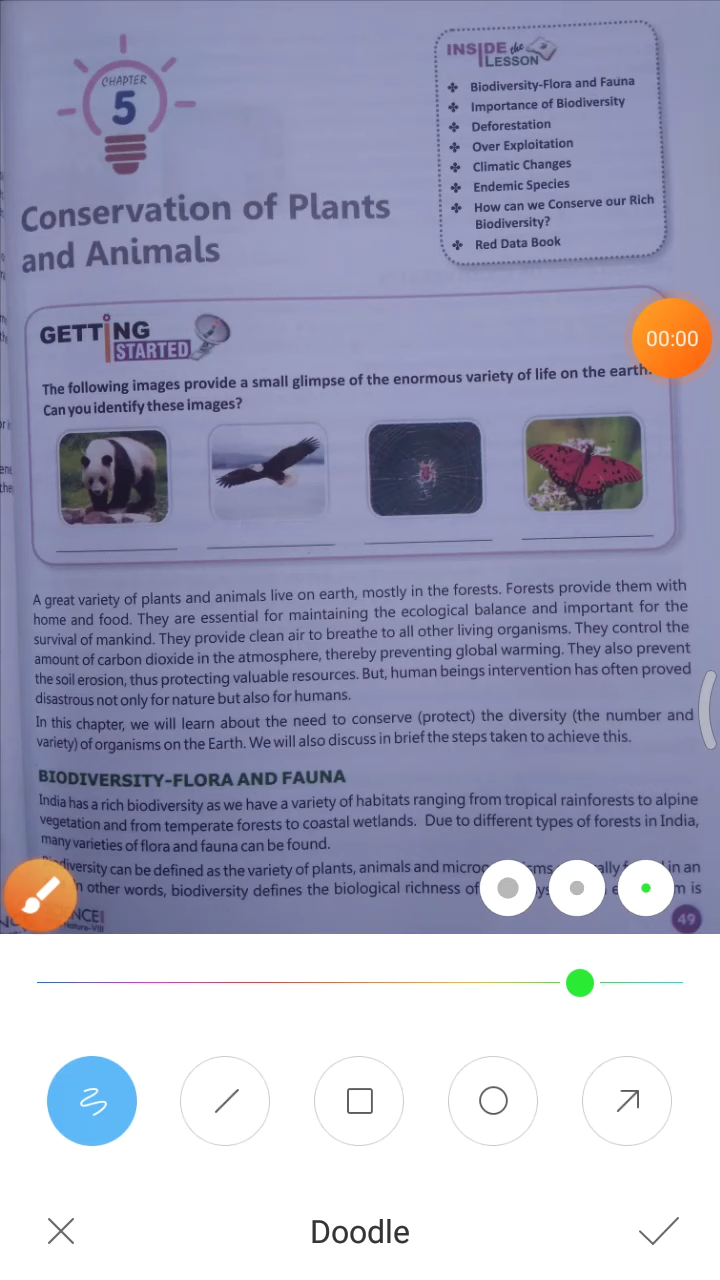 CHAPTER
5
Conservation of Plants
and Animals
INSIDE the
LESSON
Biodiversity-Flora and Fauna
Importance of Biodiversity
Deforestation
Over Exploitation
Climatic Changes
Endemic Species
How can we Conserve our Rich
Biodiversity?
Red Data Book
GETTING
STARTED
00:00
The following images provide a small glimpse of the enormous variety of life on the earth.
Can you identify these images?
A great variety of plants and animals live on earth, mostly in the forests. Forests provide them with
home and food. They are essential for maintaining the ecological balance and important for the
survival of mankind. They provide clean air to breathe to all other living organisms. They control the
amount of carbon dioxide in the atmosphere, thereby preventing global warming. They also prevent
the soil erosion, thus protecting valuable resources. But, human beings intervention has often proved
disastrous not only for nature but also for humans.
In this chapter, we will learn about the need to conserve (protect) the diversity (the number and
variety) of organisms on the Earth. We will also discuss in brief the steps taken to achieve this.
BIODIVERSITY-FLORA AND FAUNA
India has a rich biodiversity as we have a variety of habitats ranging from tropical rainforests to alpine
vegetation and from temperate forests to coastal wetlands. Due to different types of forests in India,
many varieties of flora and fauna can be found.
can be defined as the variety of plants, animals and in an
other words, biodiversity defines the biological richness of is
49
Doodle